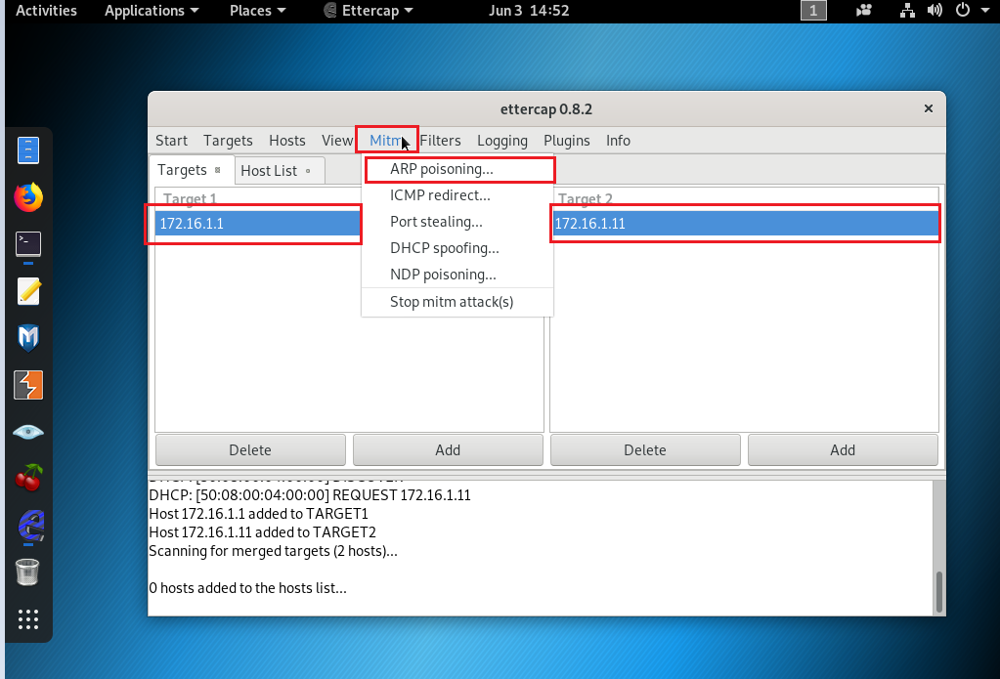 Activities Applications Places Ettercap Jun 3 14:52 1
ettercap 0.8.2
Start Targets Hosts View Mitm Filters Logging Plugins Info
Targets Host List
ARP poisoning...
ICMP redirect...
Port stealing...
DHCP spoofing...
NDP poisoning...
Stop mitm attack(s)
Target 1 Target 2
172.16.1.1 172.16.1.11
Delete Add Delete Add
DHCP: [50:08:00:04:00:00] REQUEST 172.16.1.11
Host 172.16.1.1 added to TARGET1
Host 172.16.1.11 added to TARGET2
Scanning for merged targets (2 hosts)...
0 hosts added to the hosts list...